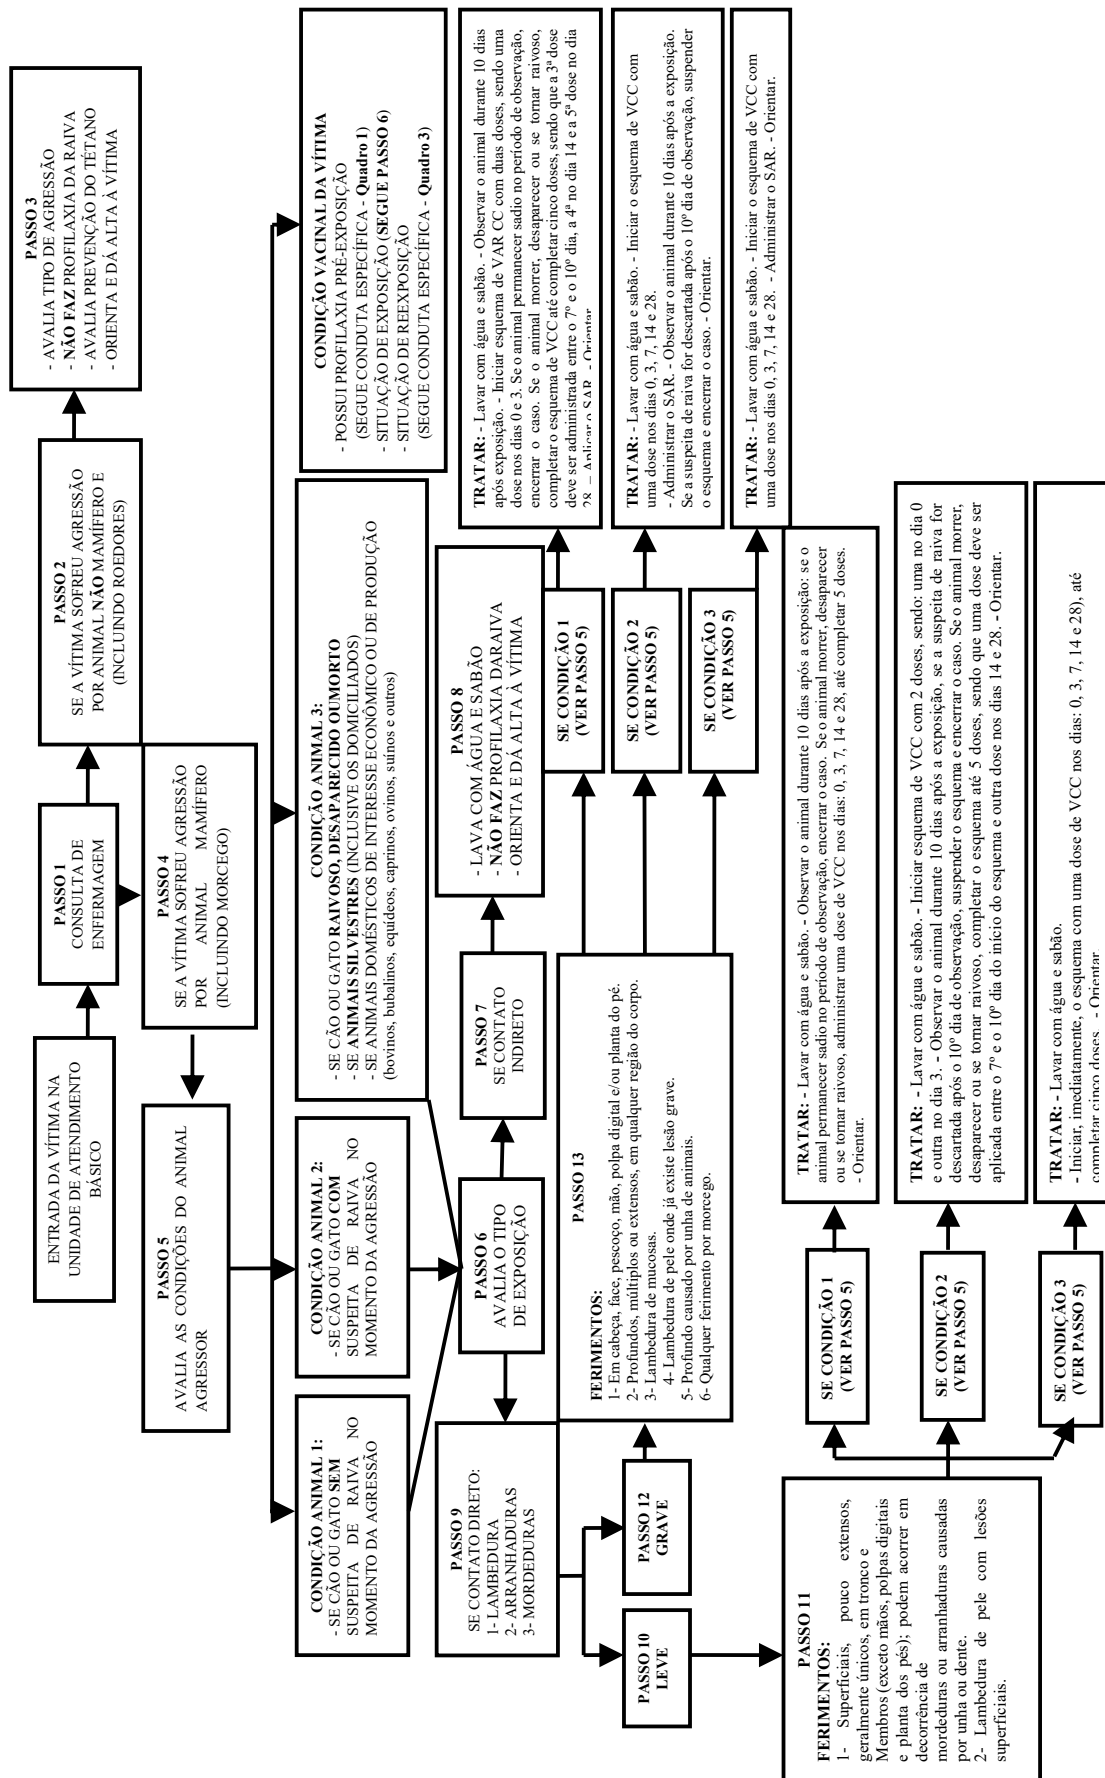 ENTRADA DA VÍTIMA NA
UNIDADE DE ATENDIMENTO
BÁSICO
PASSO 1
CONSULTA DE
ENFERMAGEM
PASSO 2
SE A VÍTIMA SOFREU AGRESSÃO
POR ANIMAL NÃO MAMÍFERO E
(INCLUINDO ROEDORES)
PASSO 3
- AVALIA TIPO DE AGRESSÃO
- NÃO FAZ PROFILAXIA DA RAIVA
- AVALIA PREVENÇÃO DO TÉTANO
- ORIENTA E DÁ ALTA À VÍTIMA
PASSO 4
SE A VÍTIMA SOFREU AGRESSÃO
POR ANIMAL MAMÍFERO
(INCLUINDO MORCEGO)
PASSO 5
AVALIA AS CONDIÇÕES DO ANIMAL
AGRESSOR
CONDIÇÃO ANIMAL 1:
- SE CÃO OU GATO SEM
SUSPEITA DE RAIVA NO
MOMENTO DA AGRESSÃO
CONDIÇÃO ANIMAL 2:
- SE CÃO OU GATO COM
SUSPEITA DE RAIVA NO
MOMENTO DA AGRESSÃO
CONDIÇÃO ANIMAL 3:
- SE CÃO OU GATO RAIVOSO, DESAPARECIDO OUMORTO
- SE ANIMAIS SILVESTRES (INCLUSIVE OS DOMICILIADOS)
- SE ANIMAIS DOMÉSTICOS DE INTERESSE ECONÔMICO OU DE PRODUÇÃO
(bovinos, bubalinos, equídeos, caprinos, ovinos, suínos e outros)
CONDIÇÃO VACINAL DA VÍTIMA
- POSSUI PROFILAXIA PRÉ-EXPOSIÇÃO
(SEGUE CONDUTA ESPECÍFICA - Quadro 1)
- SITUAÇÃO DE EXPOSIÇÃO (SEGUE PASSO 6)
- SITUAÇÃO DE REEXPOSIÇÃO
(SEGUE CONDUTA ESPECÍFICA - Quadro 3)
PASSO 6
AVALIA O TIPO
DE EXPOSIÇÃO
PASSO 7
SE CONTATO
INDIRETO
PASSO 8
- LAVA COM ÁGUA E SABÃO
- NÃO FAZ PROFILAXIA DARAIVA
- ORIENTA E DÁ ALTA À VÍTIMA
PASSO 9
SE CONTATO DIRETO:
1- LAMBEDURA
2- ARRANHADURAS
3- MORDEDURAS
PASSO 10
LEVE
PASSO 12
GRAVE
PASSO 13
FERIMENTOS:
1- Em cabeça, face, pescoço, mão, polpa digital e/ou planta do pé.
2- Profundos, múltiplos ou extensos, em qualquer região do corpo.
3- Lambedura de mucosas.
4- Lambedura de pele onde já existe lesão grave.
5- Profundo causado por unha de animais.
6- Qualquer ferimento por morcego.
SE CONDIÇÃO 1
(VER PASSO 5)
TRATAR: - Lavar com água e sabão. - Observar o animal durante 10 dias
após exposição. - Iniciar esquema de VAR CC com duas doses, sendo uma
dose nos dias 0 e 3. Se o animal permanecer sadio no período de observação,
encerrar o caso. Se o animal morrer, desaparecer ou se tornar raivoso,
completar o esquema de VCC até completar cinco doses, sendo que a 3ª dose
deve ser administrada entre o 7º e o 10º dia, a 4ª no dia 14 e a 5ª dose no dia
28. – Aplicar o SAR. - Orientar
SE CONDIÇÃO 2
(VER PASSO 5)
TRATAR: - Lavar com água e sabão. - Iniciar o esquema de VCC com
uma dose nos dias 0, 3, 7, 14 e 28.
- Administrar o SAR. - Observar o animal durante 10 dias após a exposição.
Se a suspeita de raiva for descartada após o 10º dia de observação, suspender
o esquema e encerrar o caso. - Orientar.
SE CONDIÇÃO 3
(VER PASSO 5)
TRATAR: - Lavar com água e sabão. - Iniciar o esquema de VCC com
uma dose nos dias 0, 3, 7, 14 e 28. - Administrar o SAR. - Orientar.
PASSO 11
FERIMENTOS:
1- Superficiais, pouco extensos,
geralmente únicos, em tronco e
Membros (exceto mãos, polpas digitais
e planta dos pés); podem acorrer em
decorrência de
mordeduras ou arranhaduras causadas
por unha ou dente.
2- Lambedura de pele com lesões
superficiais.
SE CONDIÇÃO 1
(VER PASSO 5)
TRATAR: - Lavar com água e sabão. - Observar o animal durante 10 dias após a exposição: se o
animal permanecer sadio no período de observação, encerrar o caso. Se o animal morrer, desaparecer
ou se tornar raivoso, administrar uma dose de VCC nos dias: 0, 3, 7, 14 e 28, até completar 5 doses.
- Orientar.
SE CONDIÇÃO 2
(VER PASSO 5)
TRATAR: - Lavar com água e sabão. - Iniciar esquema de VCC com 2 doses, sendo: uma no dia 0
e outra no dia 3. - Observar o animal durante 10 dias após a exposição, se a suspeita de raiva for
descartada após o 10º dia de observação, suspender o esquema e encerrar o caso. Se o animal morrer,
desaparecer ou se tornar raivoso, completar o esquema até 5 doses, sendo que uma dose deve ser
aplicada entre o 7º e o 10º dia do início do esquema e outra dose nos dias 14 e 28. - Orientar.
SE CONDIÇÃO 3
(VER PASSO 5)
TRATAR: - Lavar com água e sabão.
- Iniciar, imediatamente, o esquema com uma dose de VCC nos dias: 0, 3, 7, 14 e 28), até
completar cinco doses. - Orientar.